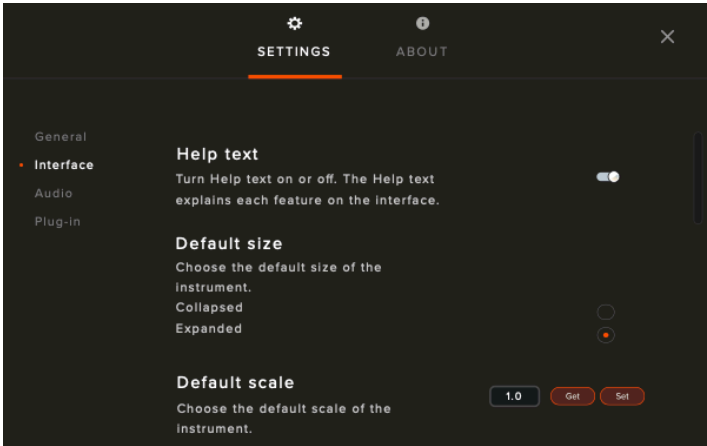 SETTINGS
ABOUT
General
Interface
Audio
Plug-in
Help text
Turn Help text on or off. The Help text
explains each feature on the interface.
Default size
Choose the default size of the
instrument.
Collapsed
Expanded
Default scale
Choose the default scale of the
instrument.
1.0
Get
Set